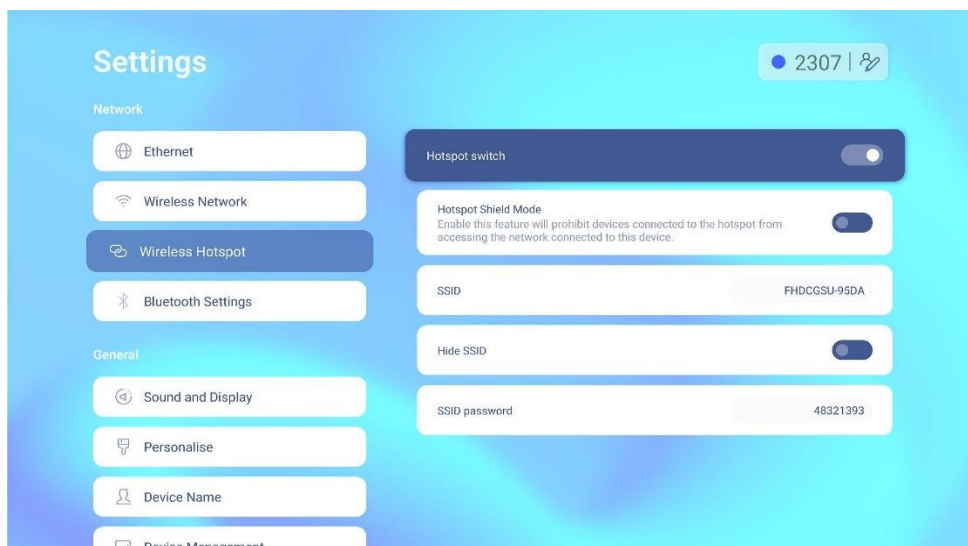 Settings
2307
Network
Ethernet
Wireless Network
Wireless Hotspot
Bluetooth Settings
General
Sound and Display
Personalise
Device Name
Device Management
Hotspot switch
Hotspot Shield Mode
Enable this feature will prohibit devices connected to the hotspot from
accessing the network connected to this device.
SSID
FHDCGSU-95DA
Hide SSID
SSID password
48321393